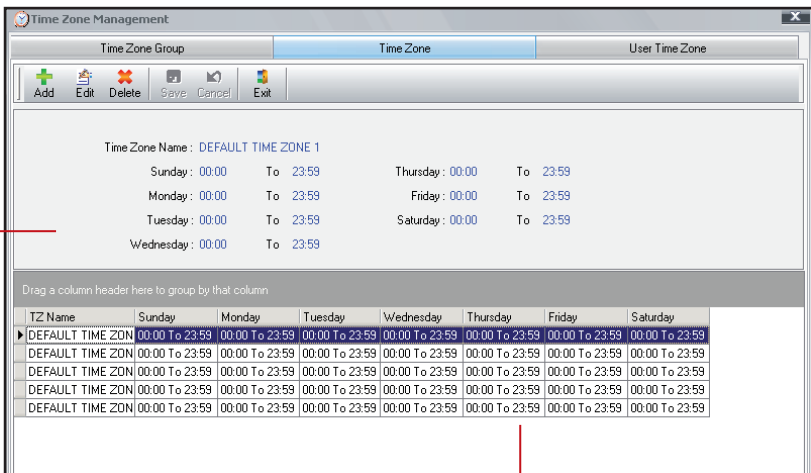 Time Zone Management
Time Zone Group Time Zone User Time Zone
Add Edit Delete Save Cancel Exit
Time Zone Name : DEFAULT TIME ZONE 1
Sunday : 00:00 To 23:59 Thursday : 00:00 To 23:59
Monday : 00:00 To 23:59 Friday : 00:00 To 23:59
Tuesday : 00:00 To 23:59 Saturday : 00:00 To 23:59
Wednesday : 00:00 To 23:59
Drag a column header here to group by that column
TZ Name Sunday Monday Tuesday Wednesday Thursday Friday Saturday
DEFAULT TIME ZON 00:00 To 23:59 00:00 To 23:59 00:00 To 23:59 00:00 To 23:59 00:00 To 23:59 00:00 To 23:59 00:00 To 23:59
DEFAULT TIME ZON 00:00 To 23:59 00:00 To 23:59 00:00 To 23:59 00:00 To 23:59 00:00 To 23:59 00:00 To 23:59 00:00 To 23:59
DEFAULT TIME ZON 00:00 To 23:59 00:00 To 23:59 00:00 To 23:59 00:00 To 23:59 00:00 To 23:59 00:00 To 23:59 00:00 To 23:59
DEFAULT TIME ZON 00:00 To 23:59 00:00 To 23:59 00:00 To 23:59 00:00 To 23:59 00:00 To 23:59 00:00 To 23:59 00:00 To 23:59
DEFAULT TIME ZON 00:00 To 23:59 00:00 To 23:59 00:00 To 23:59 00:00 To 23:59 00:00 To 23:59 00:00 To 23:59 00:00 To 23:59